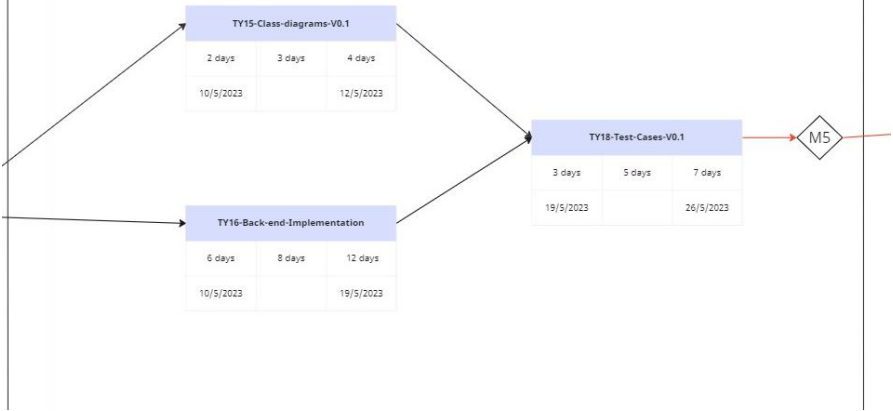 TY15-Class-diagrams-V0.1
2 days 3 days 4 days
10/5/2023 12/5/2023
TY18-Test-Cases-V0.1
3 days 5 days 7 days
19/5/2023 26/5/2023
M5
TY16-Back-end-Implementation
6 days 8 days 12 days
10/5/2023 19/5/2023